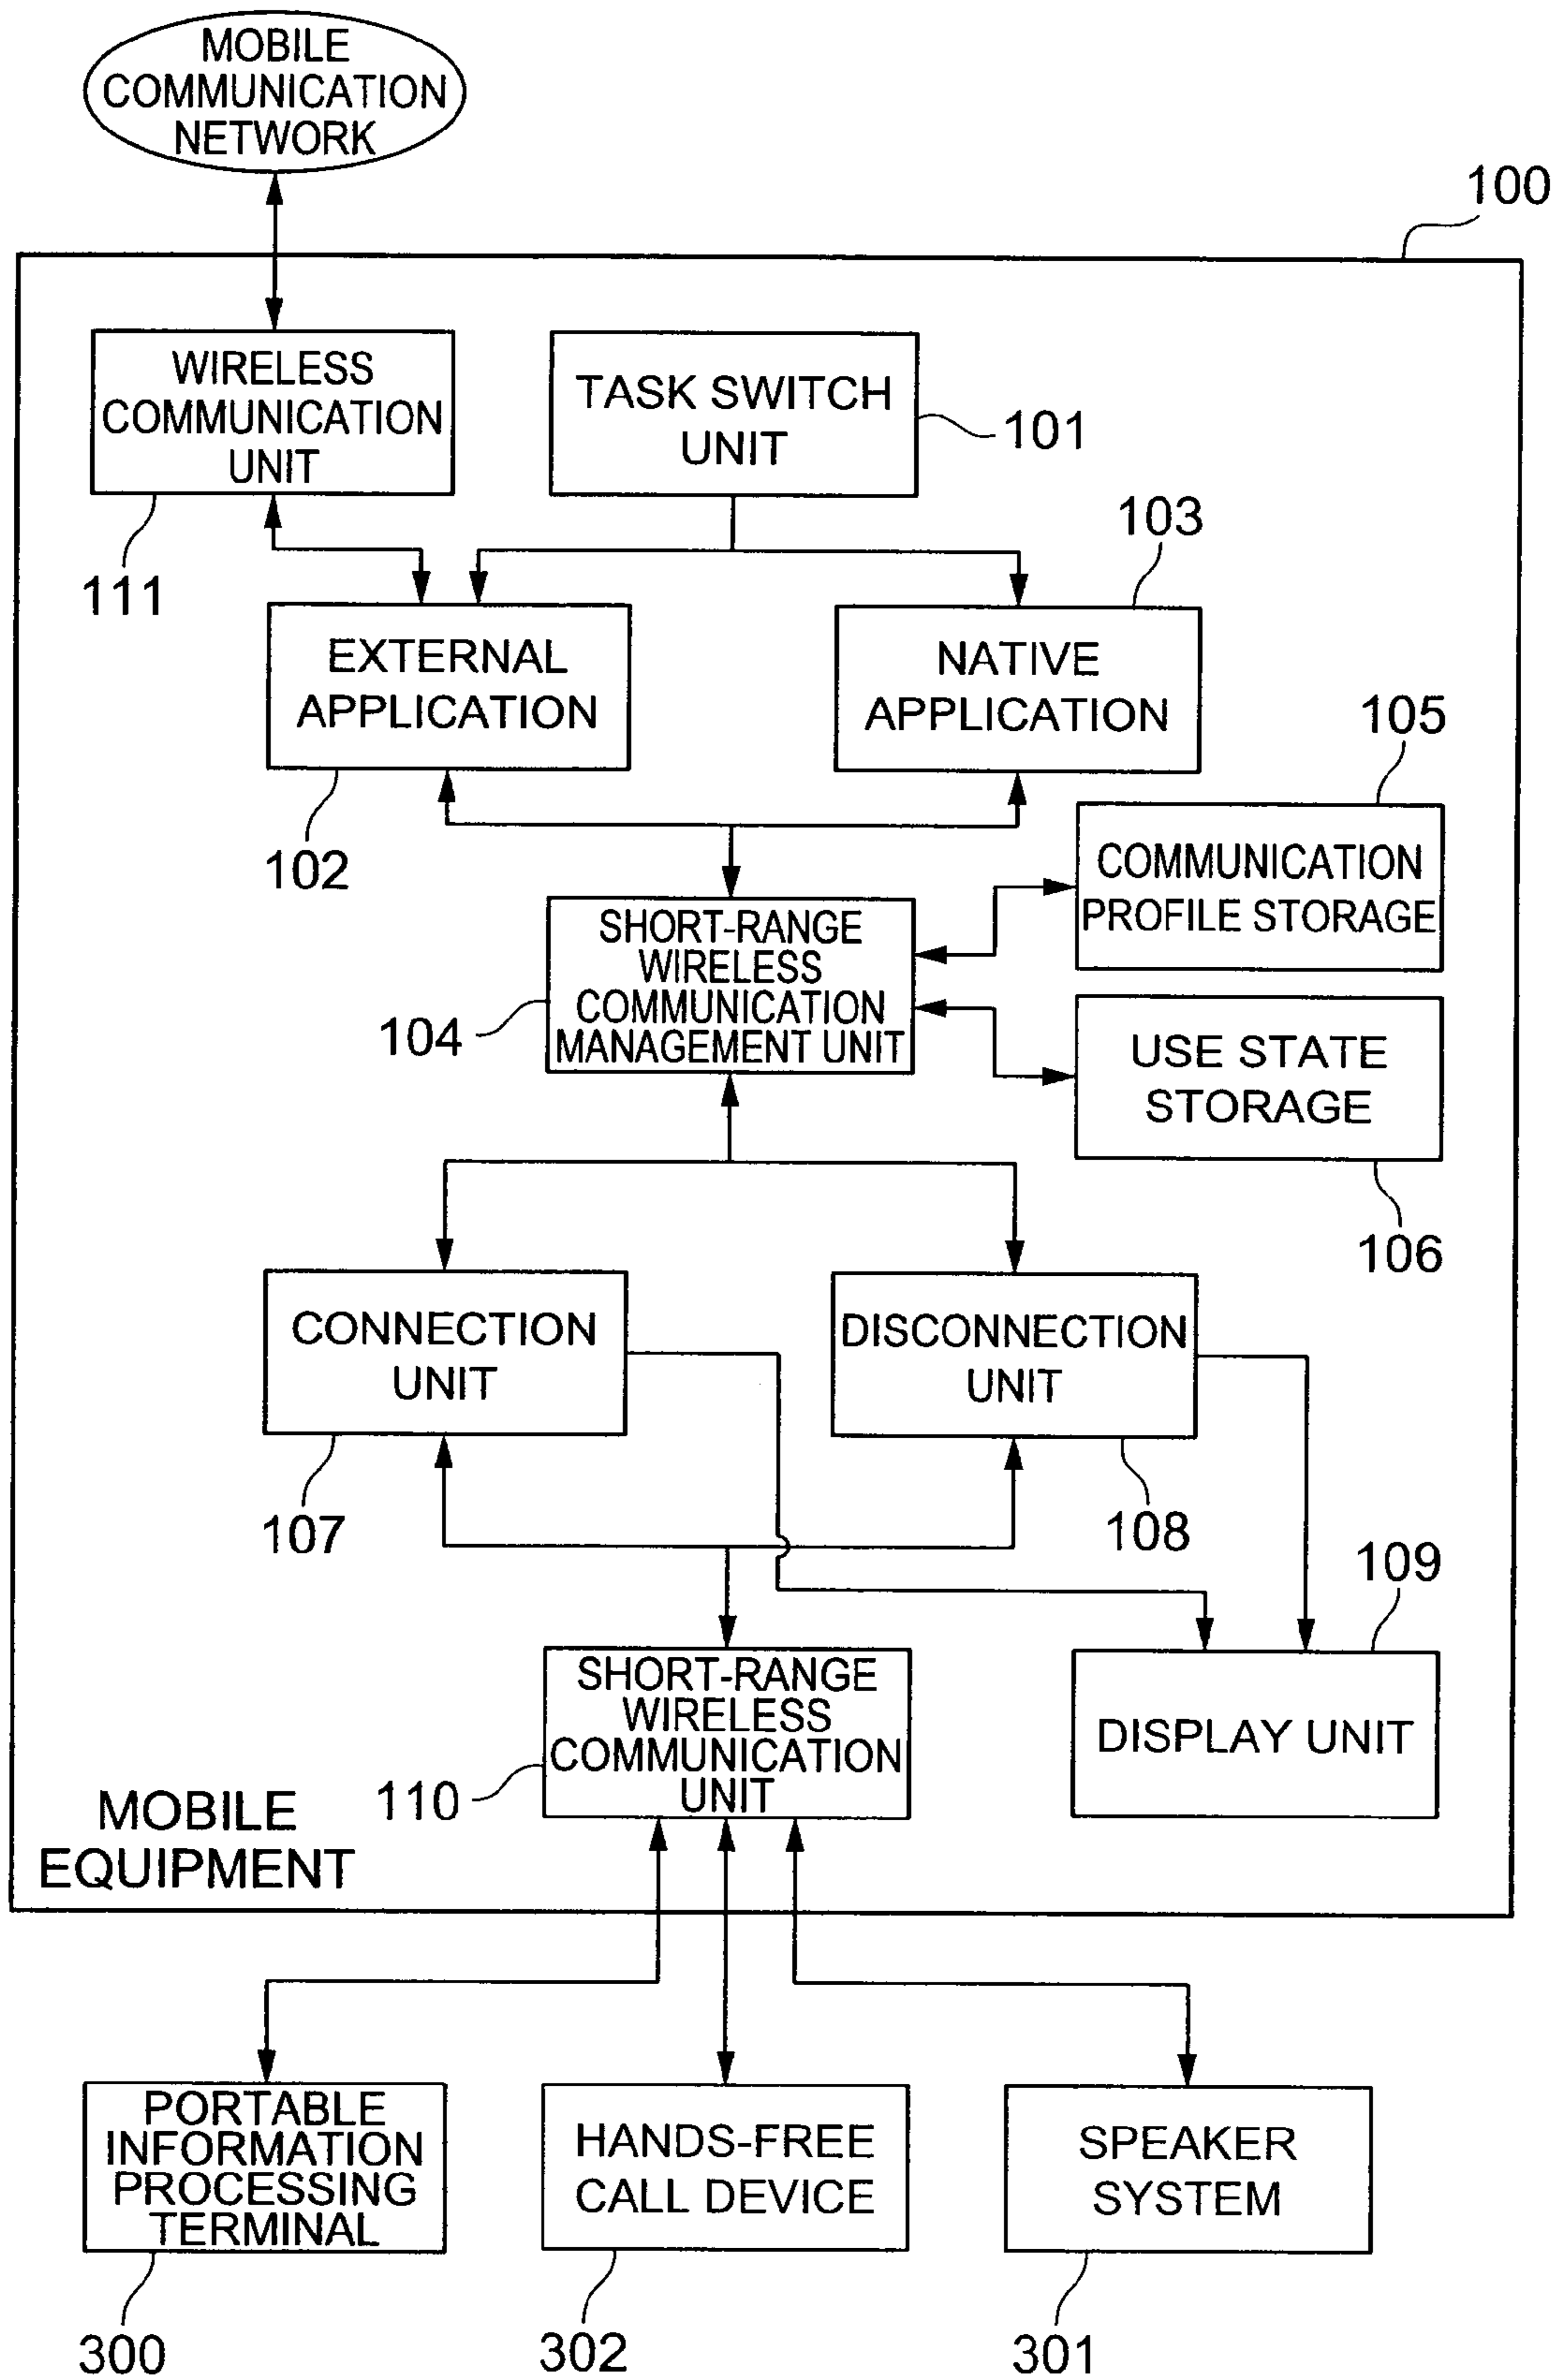 MOBILE
COMMUNICATION
NETWORK
100
WIRELESS
COMMUNICATION
UNIT
111
TASK SWITCH
UNIT
101
103
EXTERNAL
APPLICATION
102
NATIVE
APPLICATION
105
COMMUNICATION
PROFILE STORAGE
SHORT-RANGE
WIRELESS
COMMUNICATION
MANAGEMENT UNIT
104
USE STATE
STORAGE
106
CONNECTION
UNIT
107
DISCONNECTION
UNIT
108
109
SHORT-RANGE
WIRELESS
COMMUNICATION
UNIT
110
DISPLAY UNIT
MOBILE
EQUIPMENT
PORTABLE
INFORMATION
PROCESSING
TERMINAL
300
HANDS-FREE
CALL DEVICE
302
SPEAKER
SYSTEM
301